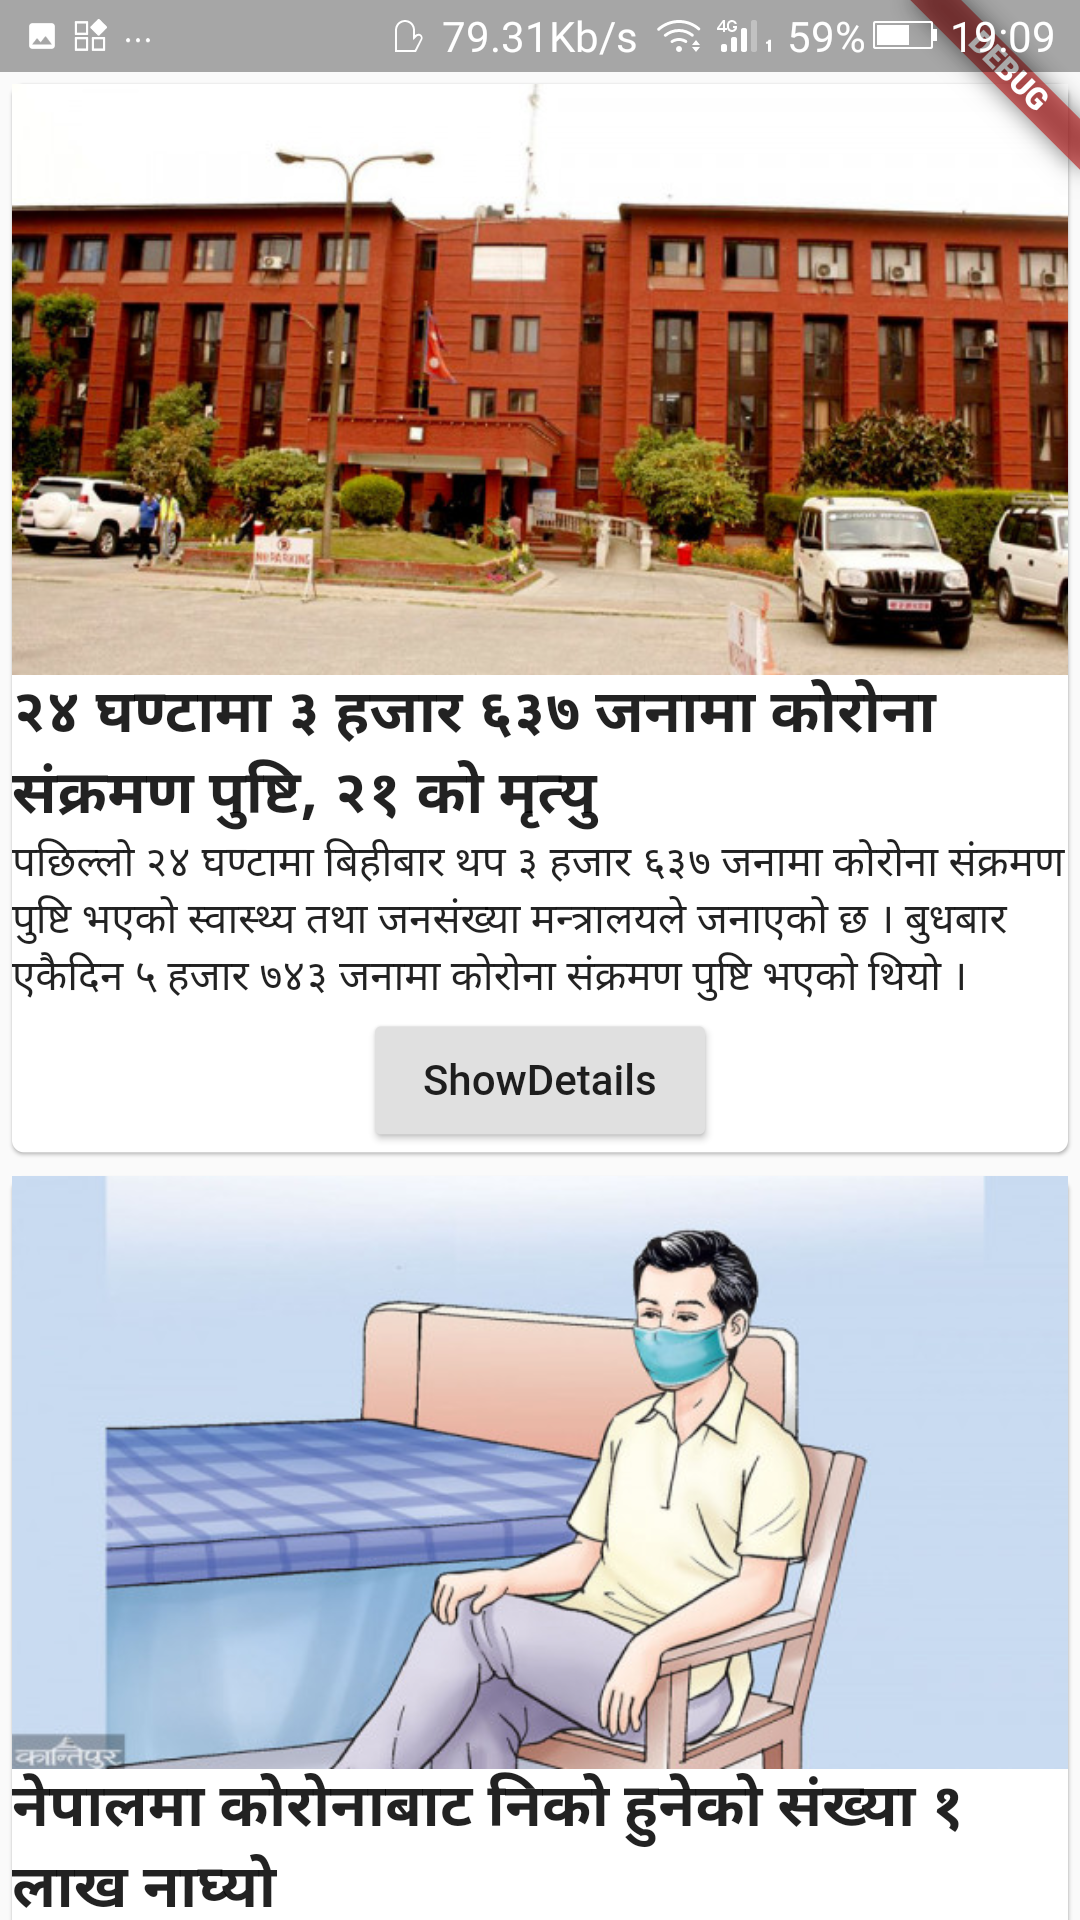 79.31Kb/s 4G 1 59% 19:09
DEBUG
NO PARKING
२४ घण्टामा ३ हजार ६३७ जनामा कोरोना
संक्रमण पुष्टि, २१ को मृत्यु
पछिल्लो २४ घण्टामा बिहीबार थप ३ हजार ६३७ जनामा कोरोना संक्रमण
पुष्टि भएको स्वास्थ्य तथा जनसंख्या मन्त्रालयले जनाएको छ । बुधबार
एकैदिन ५ हजार ७४३ जनामा कोरोना संक्रमण पुष्टि भएको थियो ।
ShowDetails
कान्तिपुर
नेपालमा कोरोनाबाट निको हुनेको संख्या १
लाख नाघ्यो